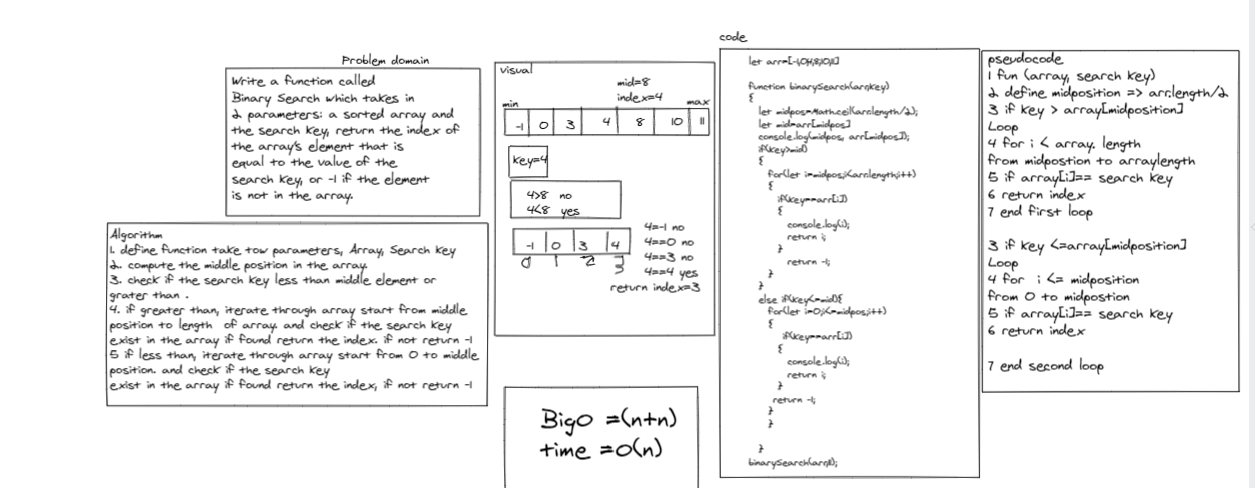 Problem domain
Write a function called
Binary Search which takes in
2 parameters: a sorted array and
the search key, return the index of
the array's element that is
equal to the value of the
search key, or -1 if the element
is not in the array.
Algorithm
1. define function take tow parameters, Array, Search Key
2. compute the middle position in the array.
3. check if the search key less than middle element or
grater than .
4. if greater than, iterate through array start from middle
position to length of array. and check if the search key
exist in the array if found return the index. if not return -1
5 if less than, iterate through array start from 0 to middle
position. and check if the search key
exist in the array if found return the index, if not return -1
visual
mid=8
index=4
min
max
-1 0 3 4 8 10 11
key=4
4>8 no
4<8 yes
-1 0 3 4
0 1 2 3
4=-1 no
4==0 no
4==3 no
4==4 yes
return index=3
BigO =(n+n)
time =O(n)
code
function binarySearch(arr,key)
{
let midpos=Math.ceil(arr.length/2);
let mid=arr[midpos]
console.log(midpos, arr[midpos]);
if(key>mid)
{
for(let i=midpos;i<arr.length;i++)
{
if(key==arr[i])
{
console.log(i);
return i;
}
return -1;
}
}
else if(key<=mid){
for(let i=0;i<=midpos;i++)
{
if(key==arr[i])
{
console.log(i);
return i;
}
return -1;
}
}
}
pseudocode
1 fun (array, search key)
2 define midposition => arr.length/2
3 if key > array[midposition]
Loop
4 for i < array. length
from midpostion to arraylength
5 if array[i]== search key
6 return index
7 end first loop
3 if key <=array[midposition]
Loop
4 for i <= midposition
from 0 to midpostion
5 if array[i]== search key
6 return index
7 end second loop